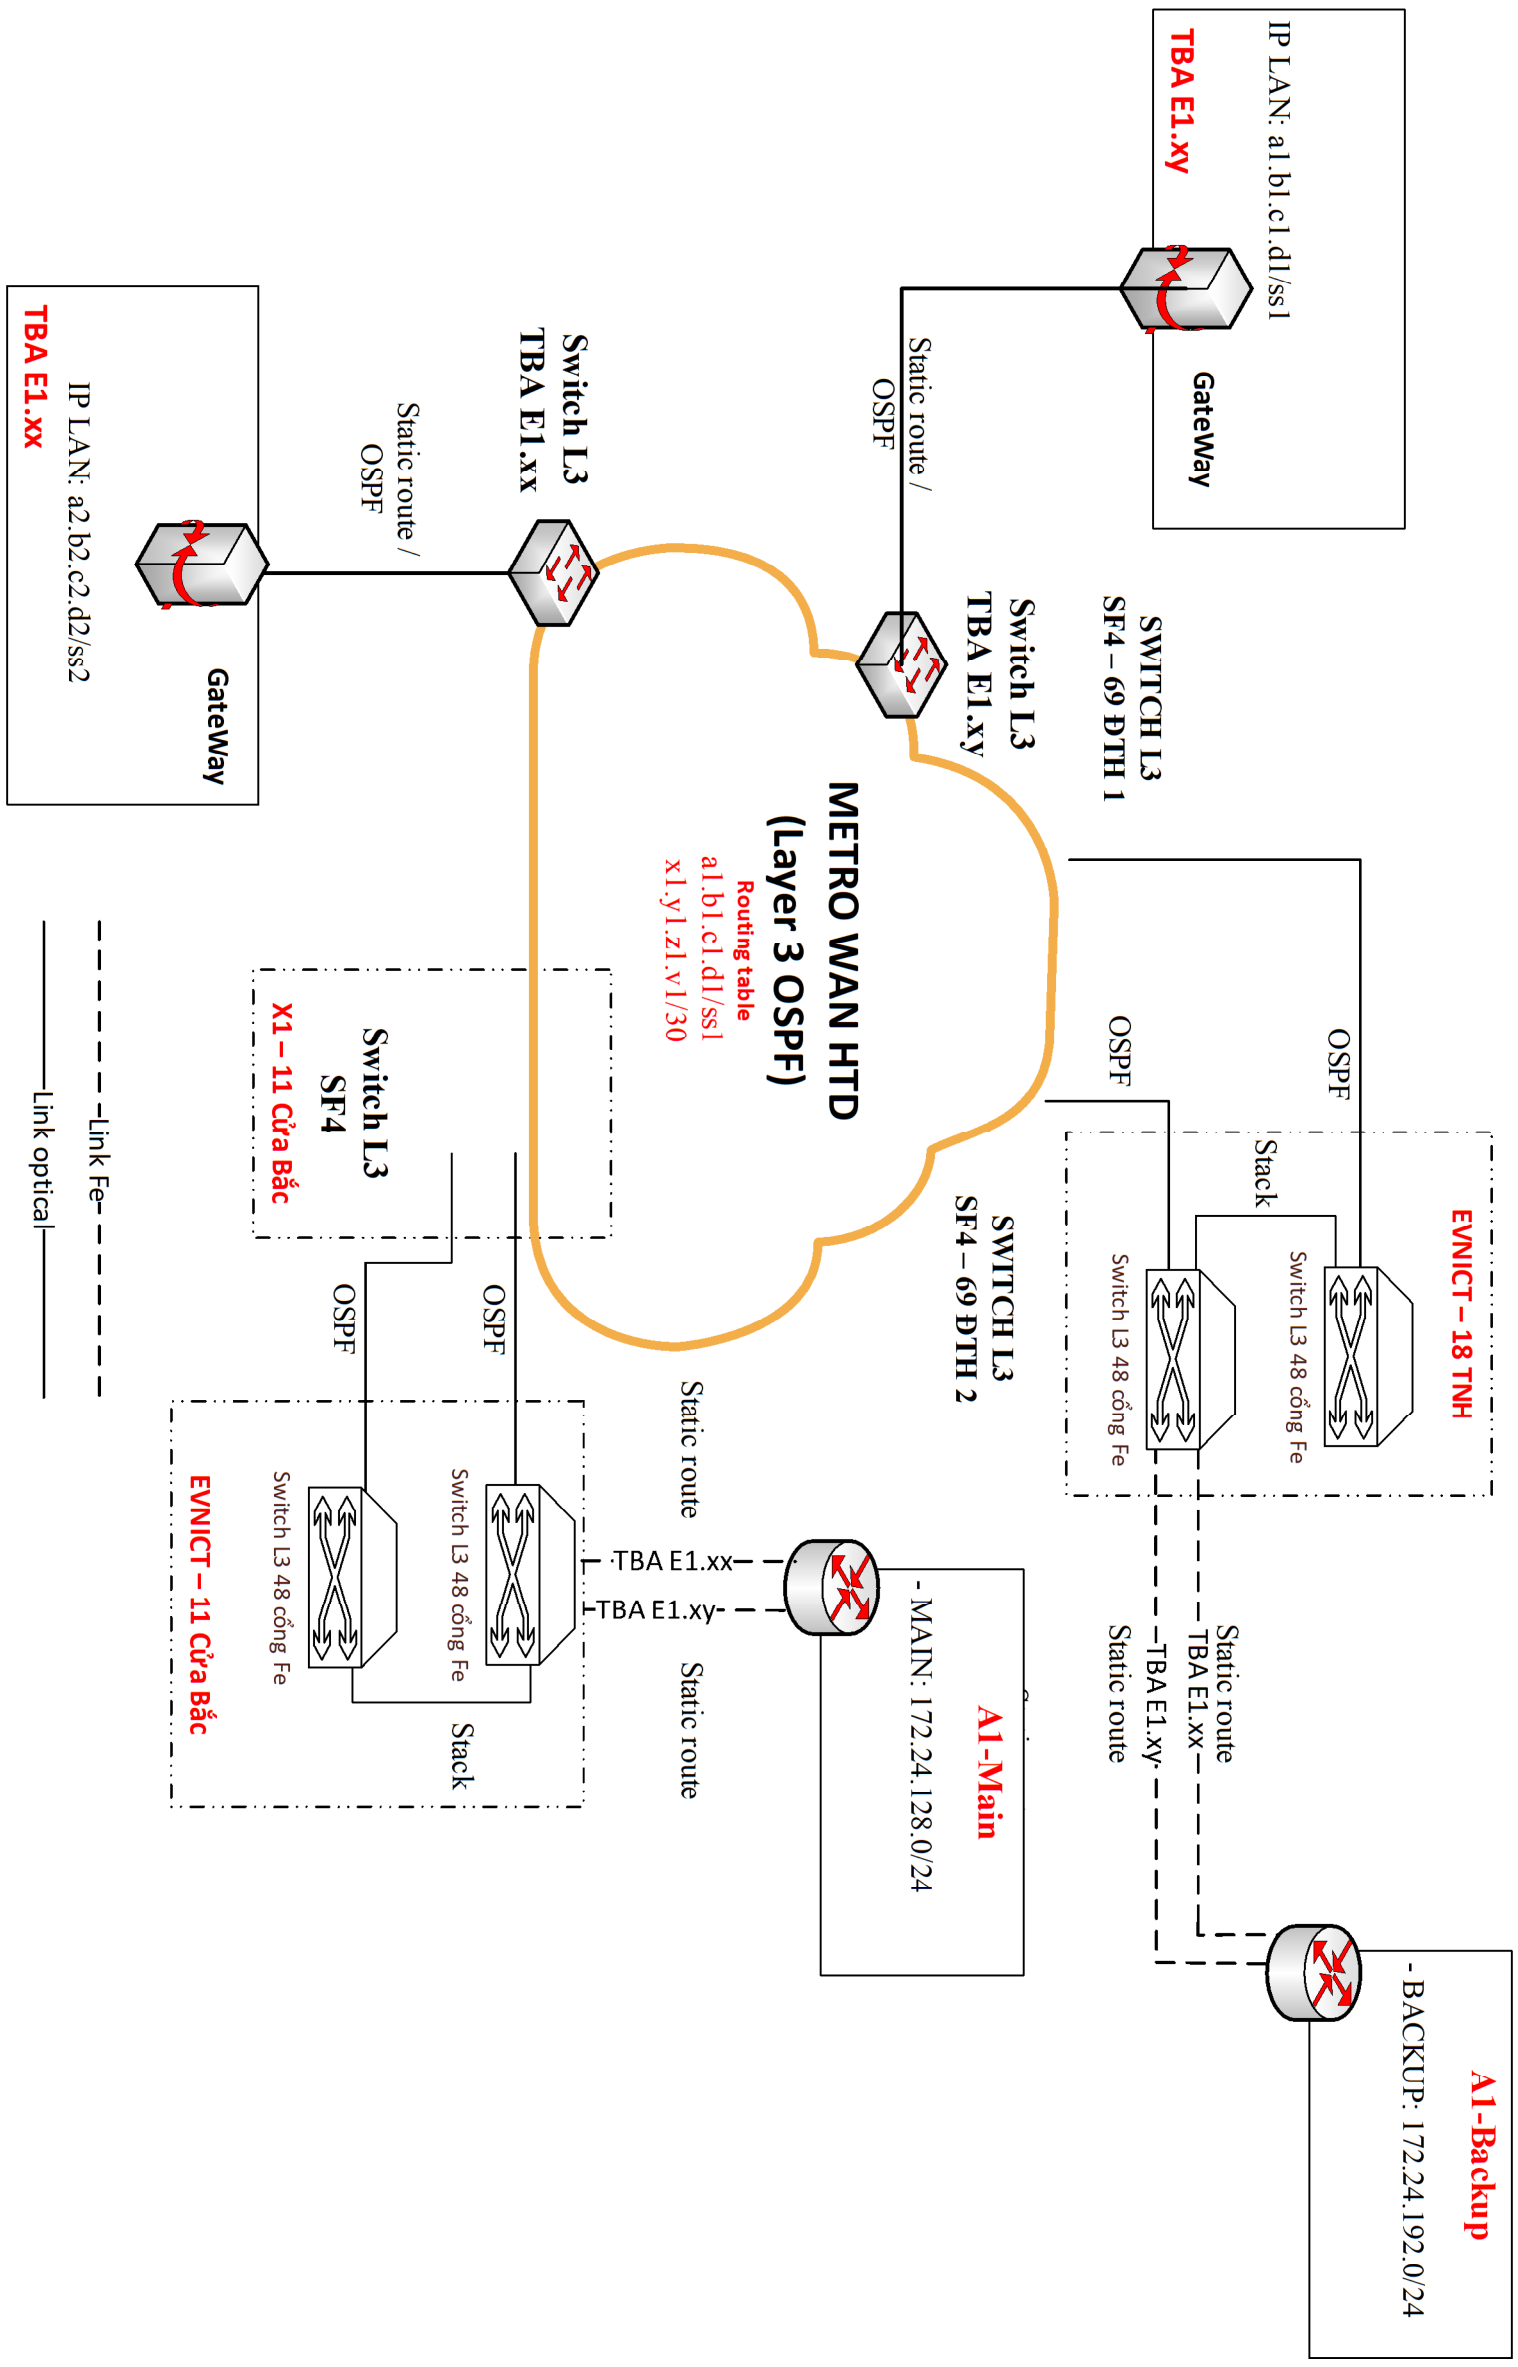 TBA E1.xy
IP LAN: a1.b1.c1.d1/ss1
GateWay
Static route /
OSPF
Switch L3
TBA E1.xy
SWITCH L3
SF4 – 69 ĐTH 1
OSPF
OSPF
EVNICT – 18 TNH
Stack
Switch L3 48 cổng Fe
Switch L3 48 cổng Fe
Static route
TBA E1.xx
TBA E1.xy
Static route
A1-Backup
- BACKUP: 172.24.192.0/24
SWITCH L3
SF4 – 69 ĐTH 2
METRO WAN HTD
(Layer 3 OSPF)
Routing table
a1.b1.c1.d1/ss1
x1.y1.z1.v1/30
A1-Main
- MAIN: 172.24.128.0/24
Static route
Static route
TBA E1.xx
TBA E1.xy
Switch L3
TBA E1.xx
Static route /
OSPF
GateWay
IP LAN: a2.b2.c2.d2/ss2
TBA E1.xx
Switch L3
SF4
X1 – 11 Cửa Bắc
OSPF
OSPF
Switch L3 48 cổng Fe
Switch L3 48 cổng Fe
Stack
EVNICT – 11 Cửa Bắc
Link Fe
Link optical